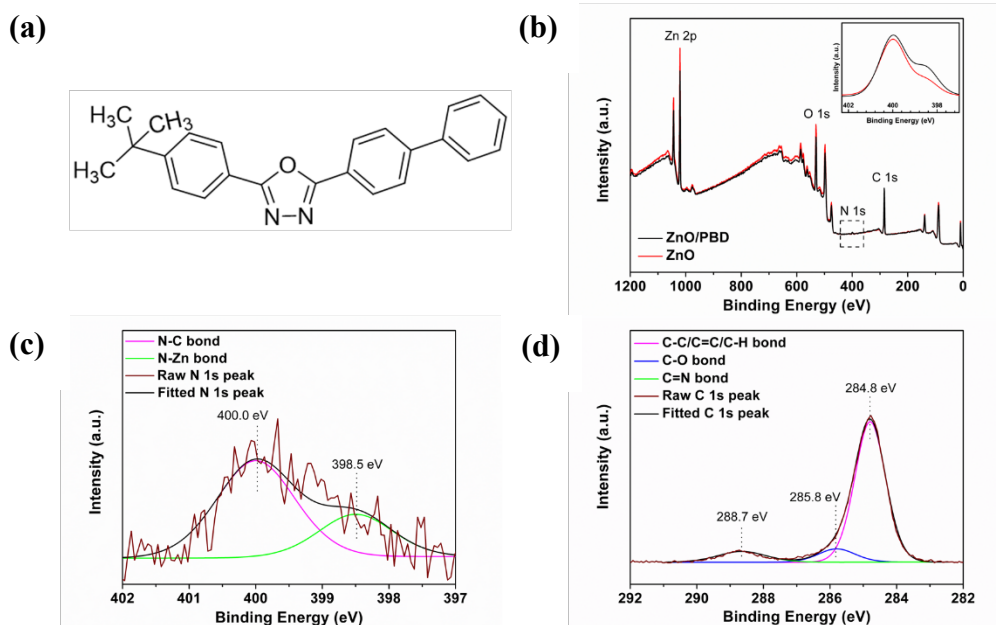 (a)
CH₃
H₃C
CH₃
H₃C
O
N—N
(b)
Zn 2p
O 1s
C 1s
N 1s
ZnO/PBD
ZnO
Intensity (a.u.)
1200 1000 800 600 400 200 0
Binding Energy (eV)
Intensity (a.u.)
402 400 398
Binding Energy (eV)
(c)
N-C bond
N-Zn bond
Raw N 1s peak
Fitted N 1s peak
400.0 eV
398.5 eV
Intensity (a.u.)
402 401 400 399 398 397
Binding Energy (eV)
(d)
C-C/C=C/C-H bond
C-O bond
C=N bond
Raw C 1s peak
Fitted C 1s peak
284.8 eV
285.8 eV
288.7 eV
Intensity (a.u.)
292 290 288 286 284 282
Binding Energy (eV)